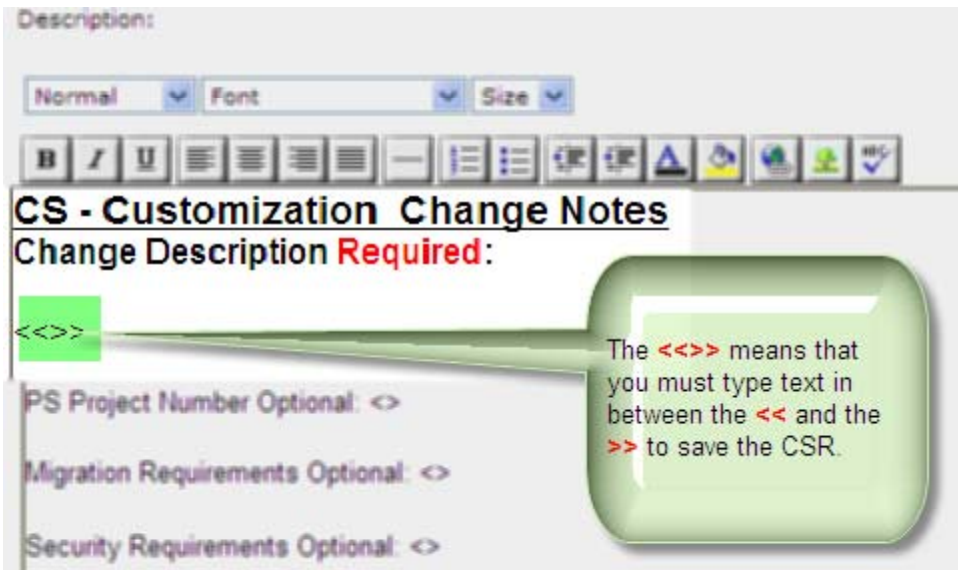 Description:
Normal Font Size
B I U ABC
CS - Customization Change Notes
Change Description Required:
<<>>
The <<>> means that
you must type text in
between the << and the
>> to save the CSR.
PS Project Number Optional: <>
Migration Requirements Optional: <>
Security Requirements Optional: <>